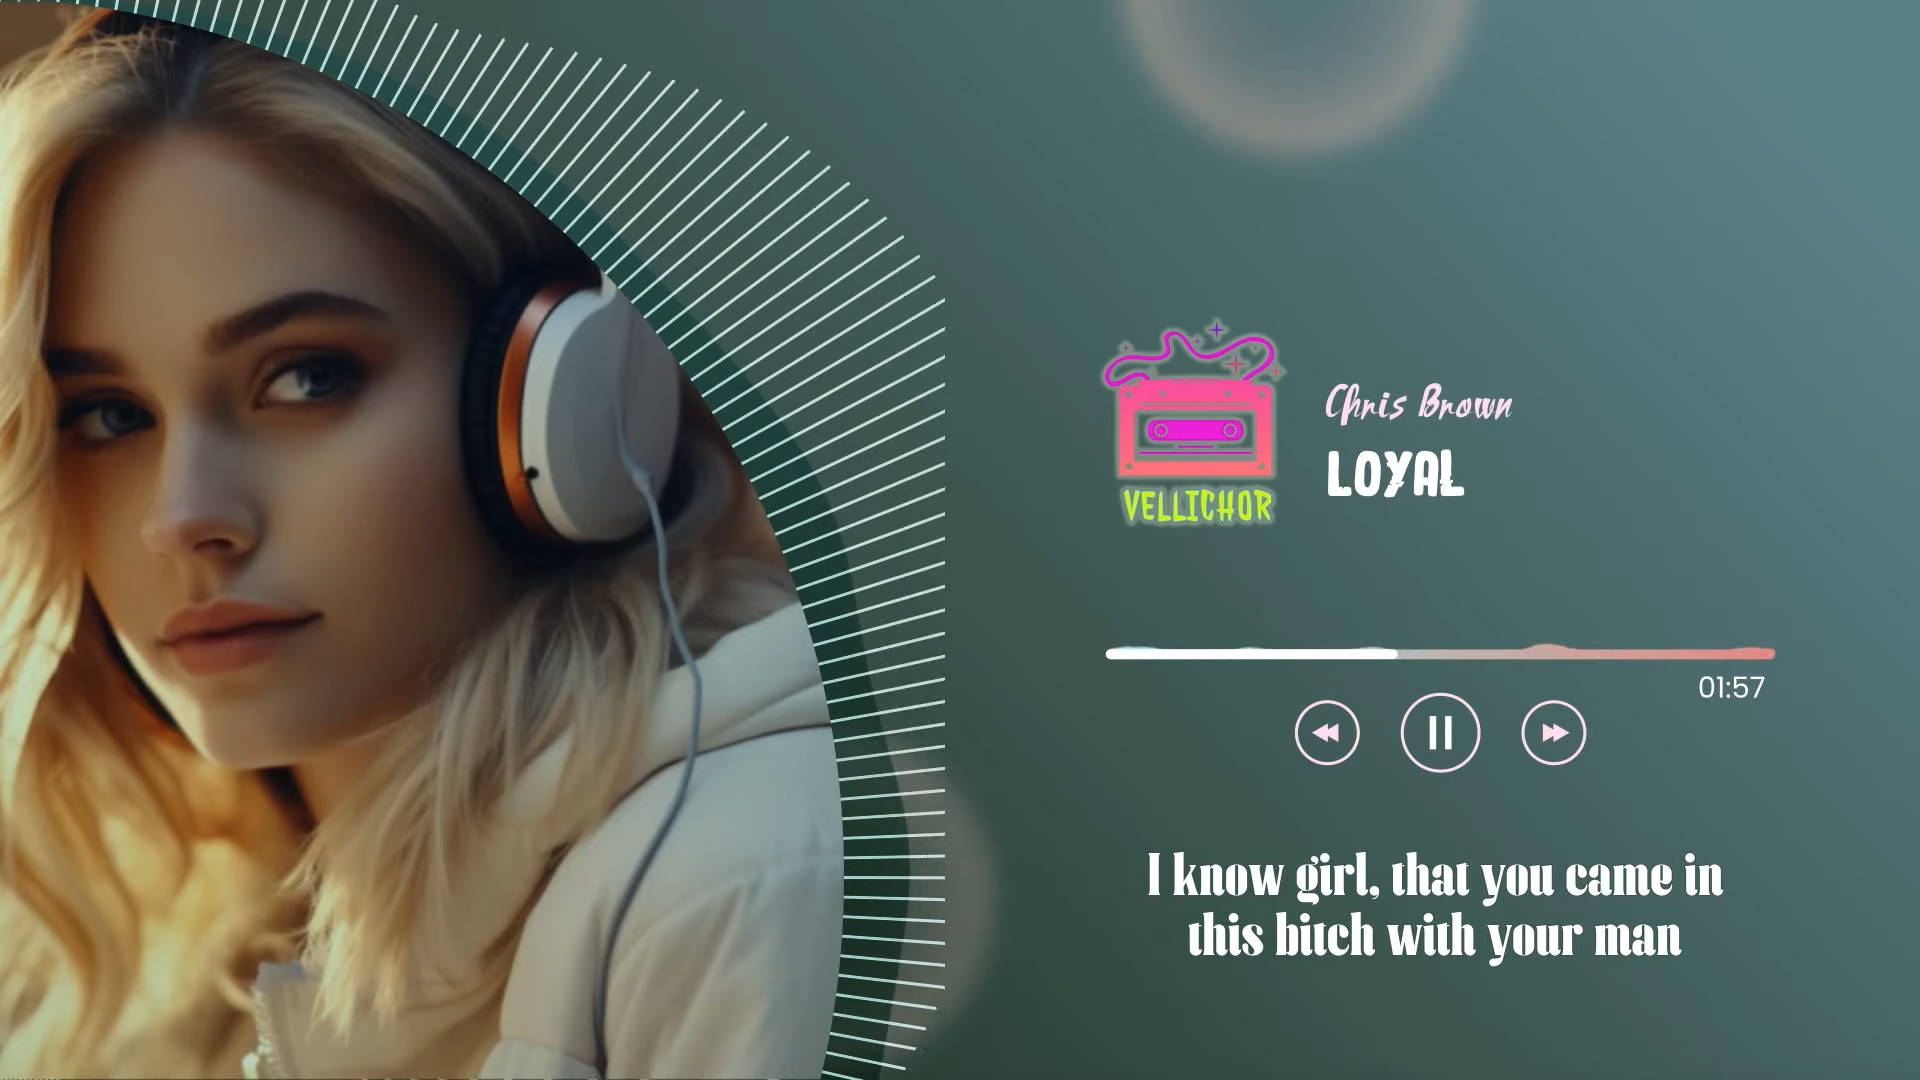 Chris Brown
LOYAL
VELLICHOR
01:57
I know girl, that you came in
this bitch with your man